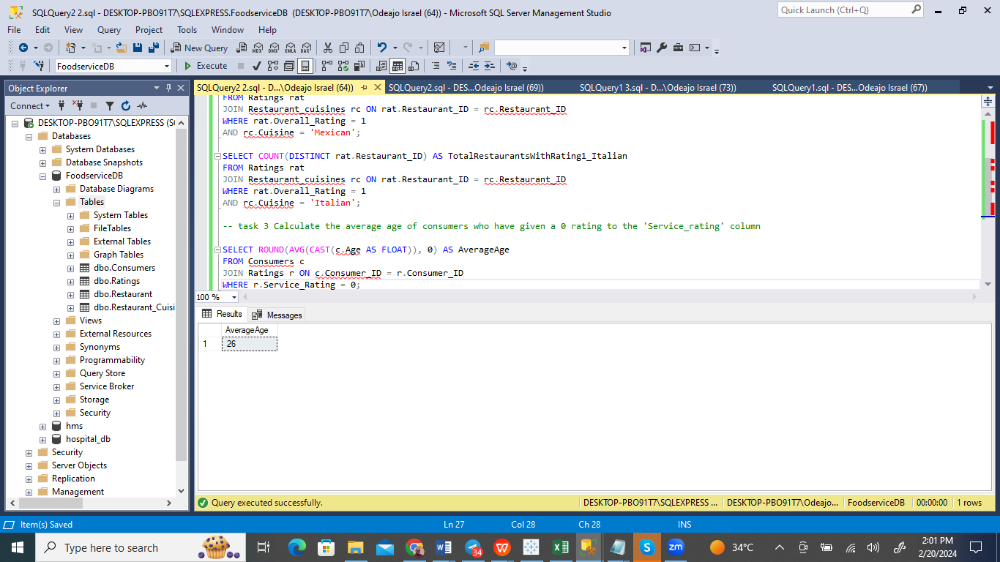 SQLQuery2 2.sql - DESKTOP-PBO91T7\SQLEXPRESS.FoodserviceDB (DESKTOP-PBO91T7\Odeajo Israel (64)) - Microsoft SQL Server Management Studio
Quick Launch (Ctrl+Q)
File Edit View Query Project Tools Window Help
New Query MDX DMX XMLA DAX
FoodserviceDB Execute
Object Explorer
Connect
DESKTOP-PBO91T7\SQLEXPRESS (S
Databases
System Databases
Database Snapshots
FoodserviceDB
Database Diagrams
Tables
System Tables
FileTables
External Tables
Graph Tables
dbo.Consumers
dbo.Ratings
dbo.Restaurant
dbo.Restaurant_Cuisi
Views
External Resources
Synonyms
Programmability
Query Store
Service Broker
Storage
Security
hms
hospital_db
Security
Server Objects
Replication
Management
SQLQuery2 2.sql - D...\Odeajo Israel (64)) SQLQuery2.sql - DES...Odeajo Israel (69)) SQLQuery1 3.sql - D...\Odeajo Israel (73)) SQLQuery1.sql - DES...Odeajo Israel (67))
FROM Ratings rat
JOIN Restaurant_cuisines rc ON rat.Restaurant_ID = rc.Restaurant_ID
WHERE rat.Overall_Rating = 1
AND rc.Cuisine = 'Mexican';
SELECT COUNT(DISTINCT rat.Restaurant_ID) AS TotalRestaurantsWithRating1_Italian
FROM Ratings rat
JOIN Restaurant_cuisines rc ON rat.Restaurant_ID = rc.Restaurant_ID
WHERE rat.Overall_Rating = 1
AND rc.Cuisine = 'Italian';
-- task 3 Calculate the average age of consumers who have given a 0 rating to the 'Service_rating' column
SELECT ROUND(AVG(CAST(c.Age AS FLOAT)), 0) AS AverageAge
FROM Consumers c
JOIN Ratings r ON c.Consumer_ID = r.Consumer_ID
WHERE r.Service_Rating = 0;
100 %
Results Messages
AverageAge
1 26
Query executed successfully. DESKTOP-PBO91T7\SQLEXPRESS ... DESKTOP-PBO91T7\Odeajo... FoodserviceDB 00:00:00 1 rows
Item(s) Saved Ln 27 Col 28 Ch 28 INS
Type here to search 34 zm 34°C 2:01 PM
2/20/2024